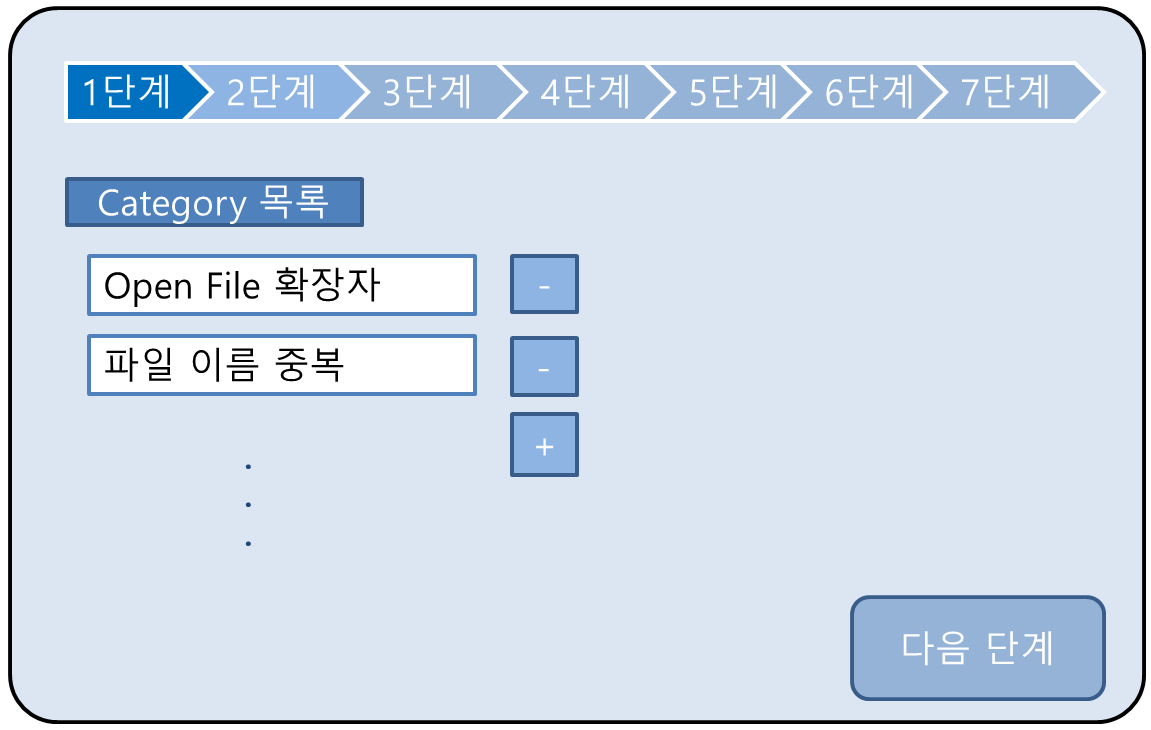 1단계 2단계 3단계 4단계 5단계 6단계 7단계
Category 목록
Open File 확장자 -
파일 이름 중복 -
+
.
.
.
다음 단계